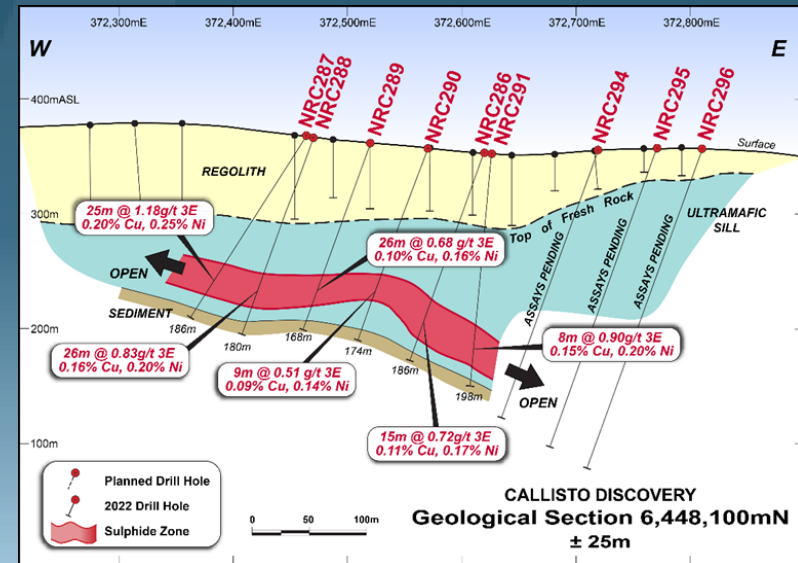 372,300mE 372,400mE 372,500mE 372,600mE 372,700mE 372,800mE
W
E
NRC287
NRC288
NRC289
NRC290
NRC286
NRC291
NRC294
NRC295
NRC296
400mASL
Surface
REGOLITH
300m
Top of Fresh Rock
ULTRAMAFIC
SILL
25m @ 1.18g/t 3E
0.20% Cu, 0.25% Ni
26m @ 0.68 g/t 3E
0.10% Cu, 0.16% Ni
ASSAYS PENDING
ASSAYS PENDING
ASSAYS PENDING
OPEN
SEDIMENT
200m
186m
180m
168m
174m
186m
198m
26m @ 0.83g/t 3E
0.16% Cu, 0.20% Ni
9m @ 0.51 g/t 3E
0.09% Cu, 0.14% Ni
8m @ 0.90g/t 3E
0.15% Cu, 0.20% Ni
OPEN
15m @ 0.72g/t 3E
0.11% Cu, 0.17% Ni
100m
Planned Drill Hole
2022 Drill Hole
Sulphide Zone
0 50 100m
CALLISTO DISCOVERY
Geological Section 6,448,100mN
± 25m